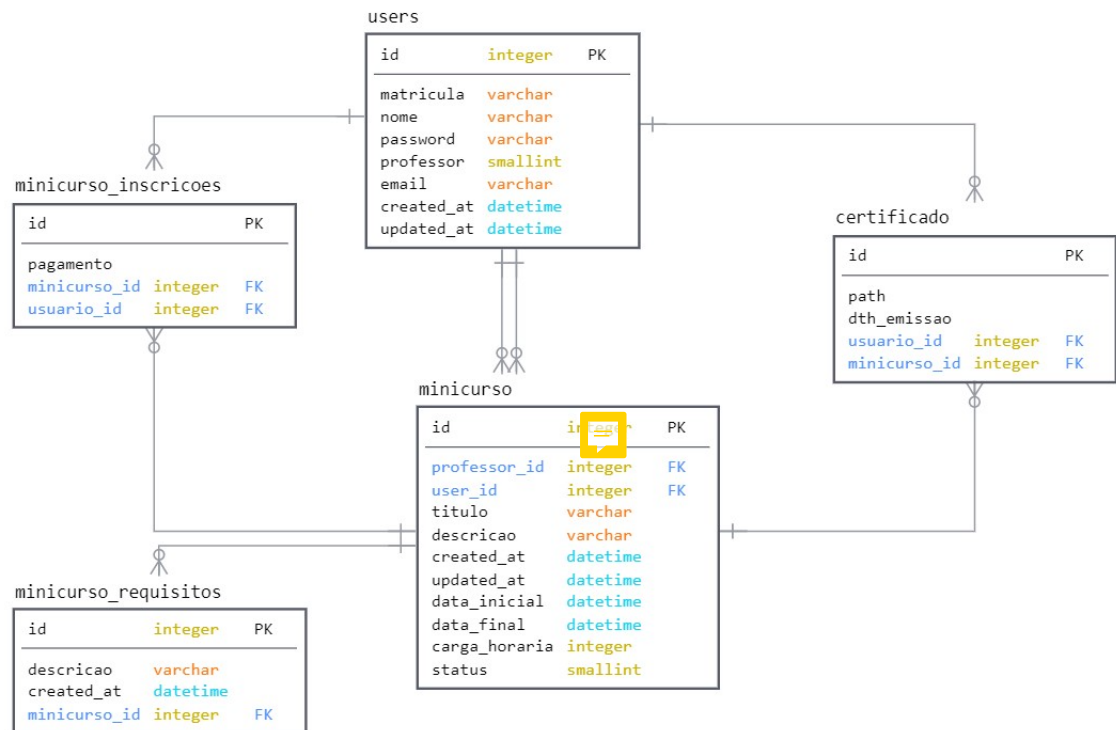 users
id integer PK
matricula varchar
nome varchar
password varchar
professor smallint
email varchar
created_at datetime
updated_at datetime
minicurso_inscricoes
id PK
pagamento
minicurso_id integer FK
usuario_id integer FK
certificado
id PK
path
dth_emissao
usuario_id integer FK
minicurso_id integer FK
minicurso
id integer PK
professor_id integer FK
user_id integer FK
titulo varchar
descricao varchar
created_at datetime
updated_at datetime
data_inicial datetime
data_final datetime
carga_horaria integer
status smallint
minicurso_requisitos
id integer PK
descricao varchar
created_at datetime
minicurso_id integer FK